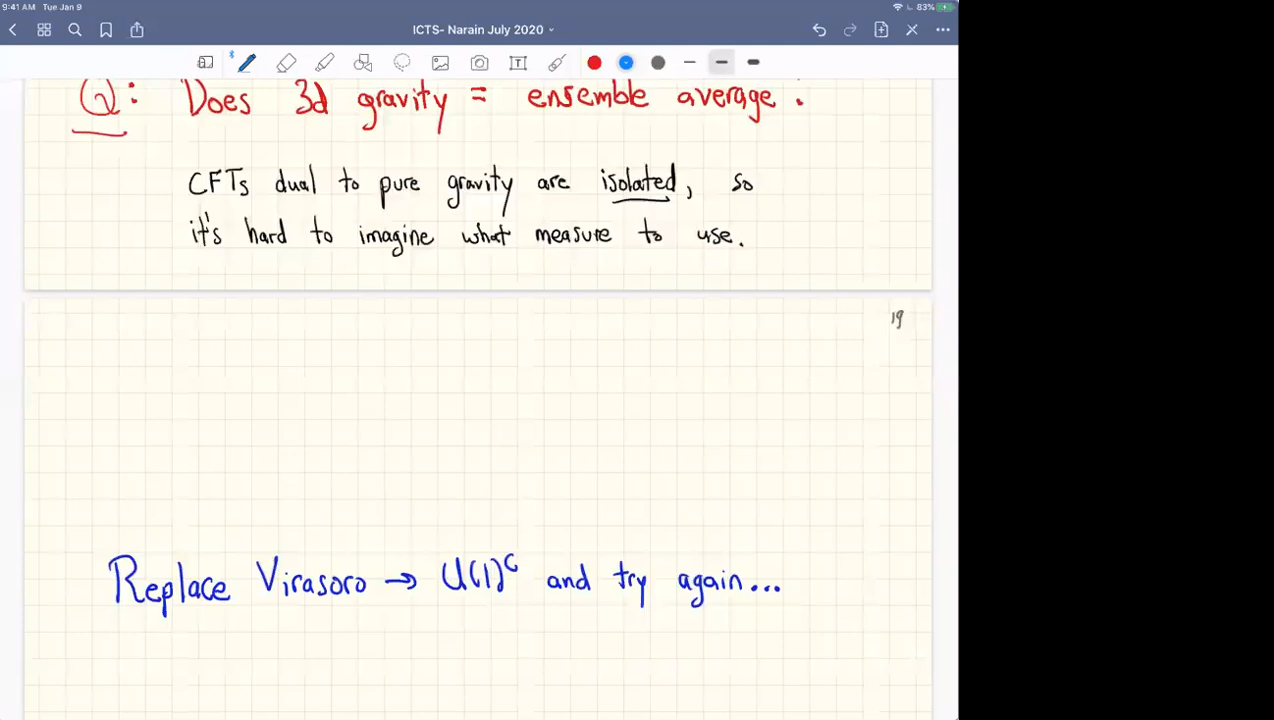 9:41 AM Tue Jan 9
83%
ICTS- Narain July 2020
Q: Does 3d gravity = ensemble average.
CFTs dual to pure gravity are isolated, so
it's hard to imagine what measure to use.
19
Replace Virasoro → U(1)^c and try again...